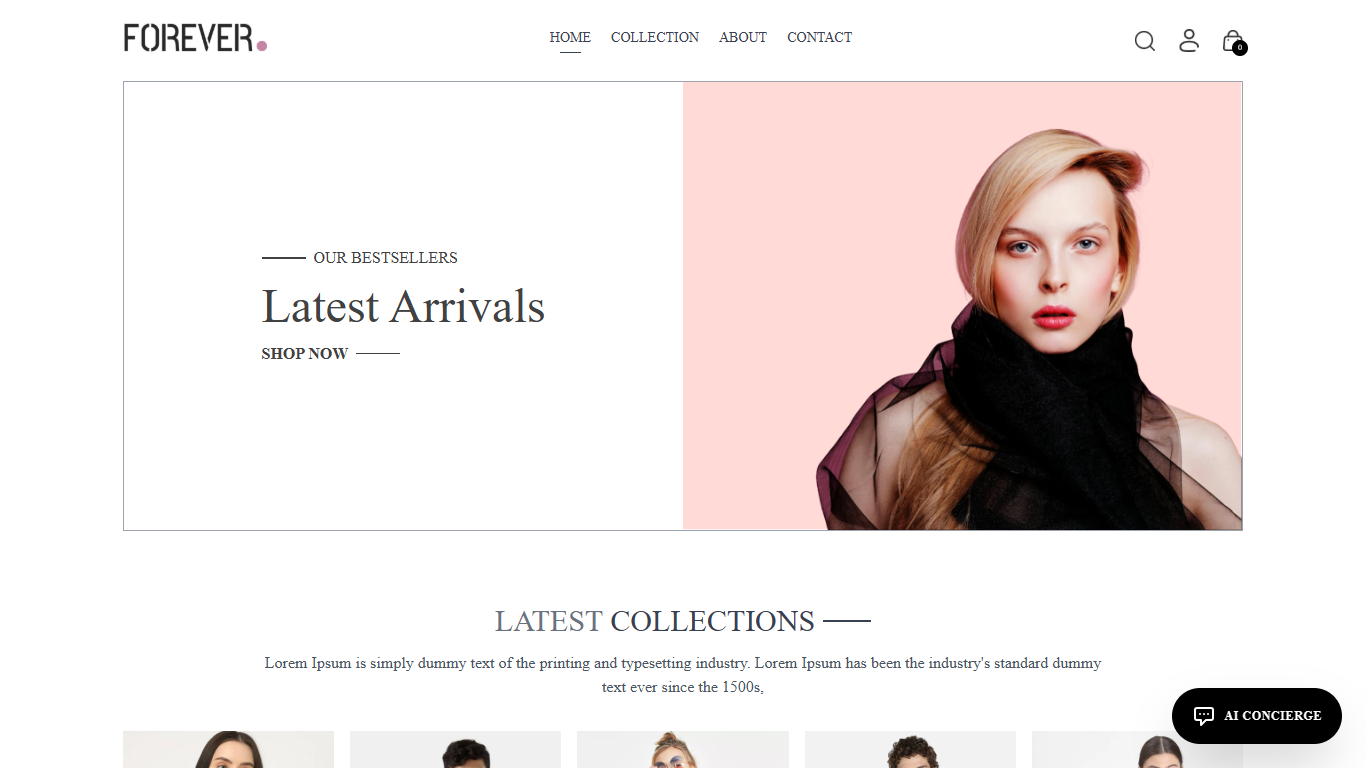 FOREVER.
HOME COLLECTION ABOUT CONTACT
0
OUR BESTSELLERS
Latest Arrivals
SHOP NOW
LATEST COLLECTIONS
Lorem Ipsum is simply dummy text of the printing and typesetting industry. Lorem Ipsum has been the industry's standard dummy
text ever since the 1500s,
AI CONCIERGE